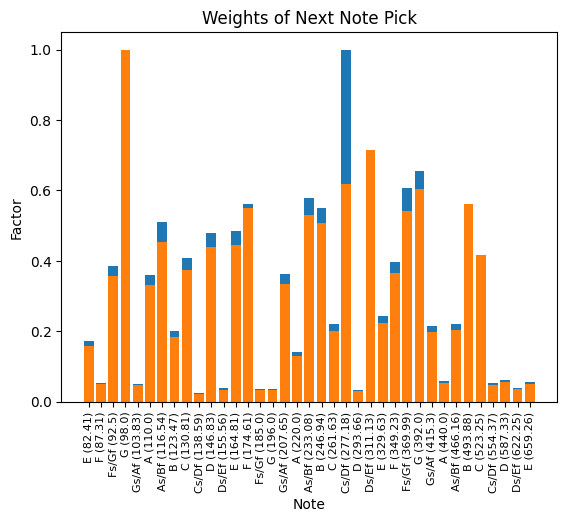 Weights of Next Note Pick
Factor
1.0
0.8
0.6
0.4
0.2
0.0
E (82.41)
F (87.31)
Fs/Gf (92.5)
G (98.0)
Gs/Af (103.83)
A (110.0)
As/Bf (116.54)
B (123.47)
C (130.81)
Cs/Df (138.59)
D (146.83)
Ds/Ef (155.56)
E (164.81)
F (174.61)
Fs/Gf (185.0)
G (196.0)
Gs/Af (207.65)
A (220.0)
As/Bf (233.08)
B (246.94)
C (261.63)
Cs/Df (277.18)
D (293.66)
Ds/Ef (311.13)
E (329.63)
F (349.23)
Fs/Gf (369.99)
G (392.0)
Gs/Af (415.3)
A (440.0)
As/Bf (466.16)
B (493.88)
C (523.25)
Cs/Df (554.37)
D (587.33)
Ds/Ef (622.25)
E (659.26)
Note